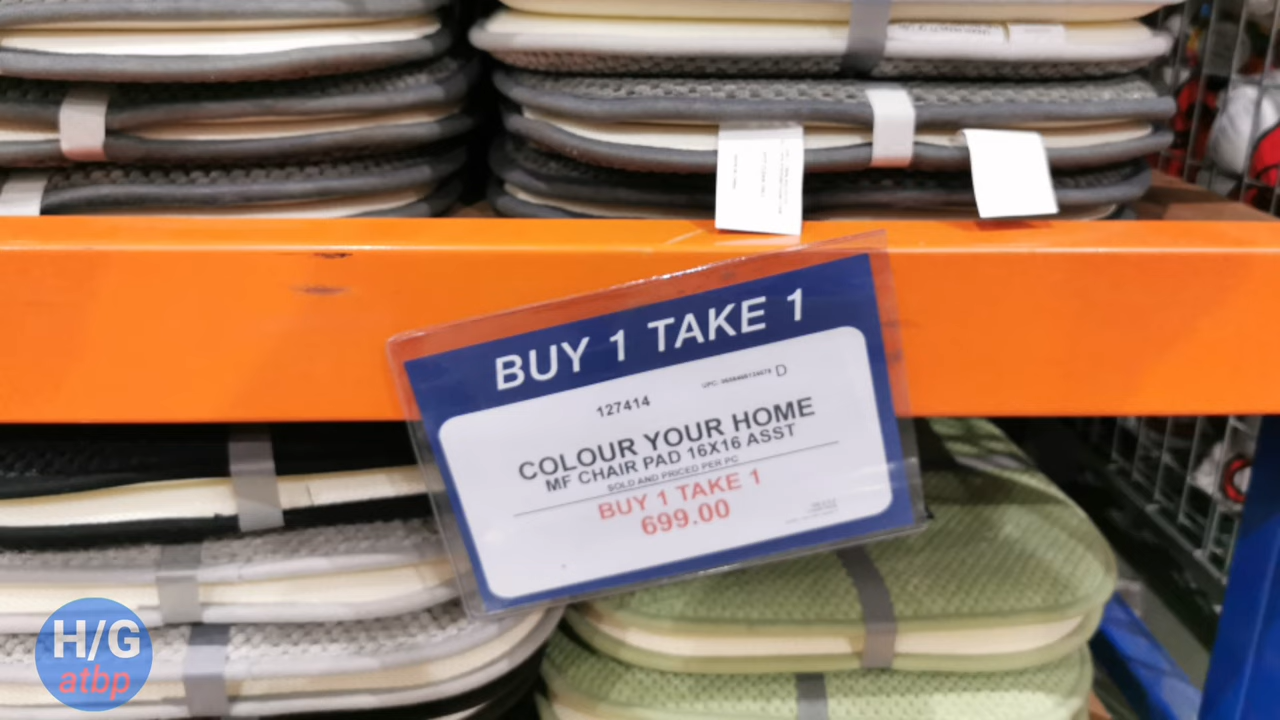 BUY 1 TAKE 1
127414
D
COLOUR YOUR HOME
MF CHAIR PAD 16X16 ASST
SOLD AND PRICED PER PC
BUY 1 TAKE 1
699.00
H/G
atbp